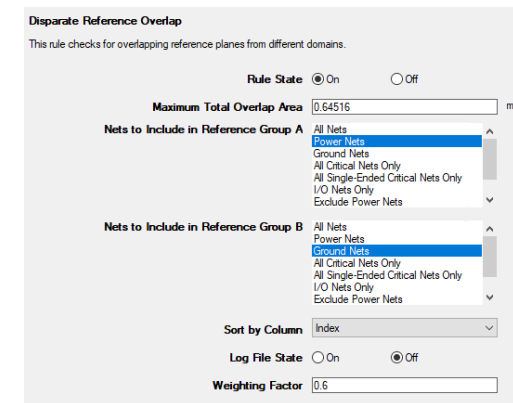 Disparate Reference Overlap
This rule checks for overlapping reference planes from different domains.
Rule State On Off
Maximum Total Overlap Area 0.64516 m
Nets to Include in Reference Group A All Nets
Power Nets
Ground Nets
All Critical Nets Only
All Single-Ended Critical Nets Only
I/O Nets Only
Exclude Power Nets
Nets to Include in Reference Group B All Nets
Power Nets
Ground Nets
All Critical Nets Only
All Single-Ended Critical Nets Only
I/O Nets Only
Exclude Power Nets
Sort by Column Index
Log File State On Off
Weighting Factor 0.6